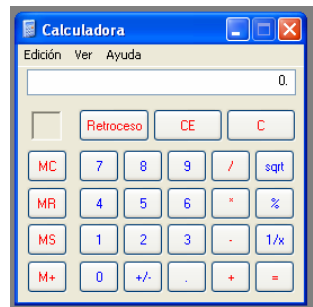 Calculadora
Edición Ver Ayuda
0.
Retroceso CE C
MC 7 8 9 / sqrt
MR 4 5 6 * %
MS 1 2 3 - 1/x
M+ 0 +/- . + =